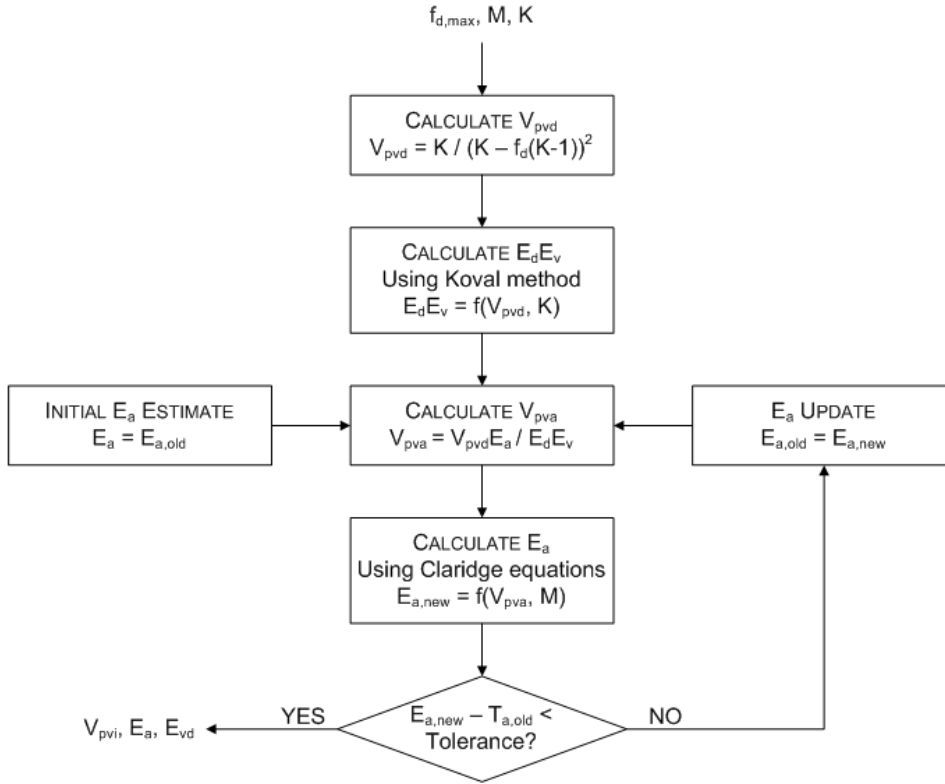 f_d,max, M, K
CALCULATE V_pvd
V_pvd = K / (K – f_d(K-1))²
CALCULATE E_dE_v
Using Koval method
E_dE_v = f(V_pvd, K)
INITIAL E_a ESTIMATE
E_a = E_a,old
CALCULATE V_pva
V_pva = V_pvdE_a / E_dE_v
E_a UPDATE
E_a,old = E_a,new
CALCULATE E_a
Using Claridge equations
E_a,new = f(V_pva, M)
V_pvi, E_a, E_vd
YES
E_a,new – T_a,old <
Tolerance?
NO